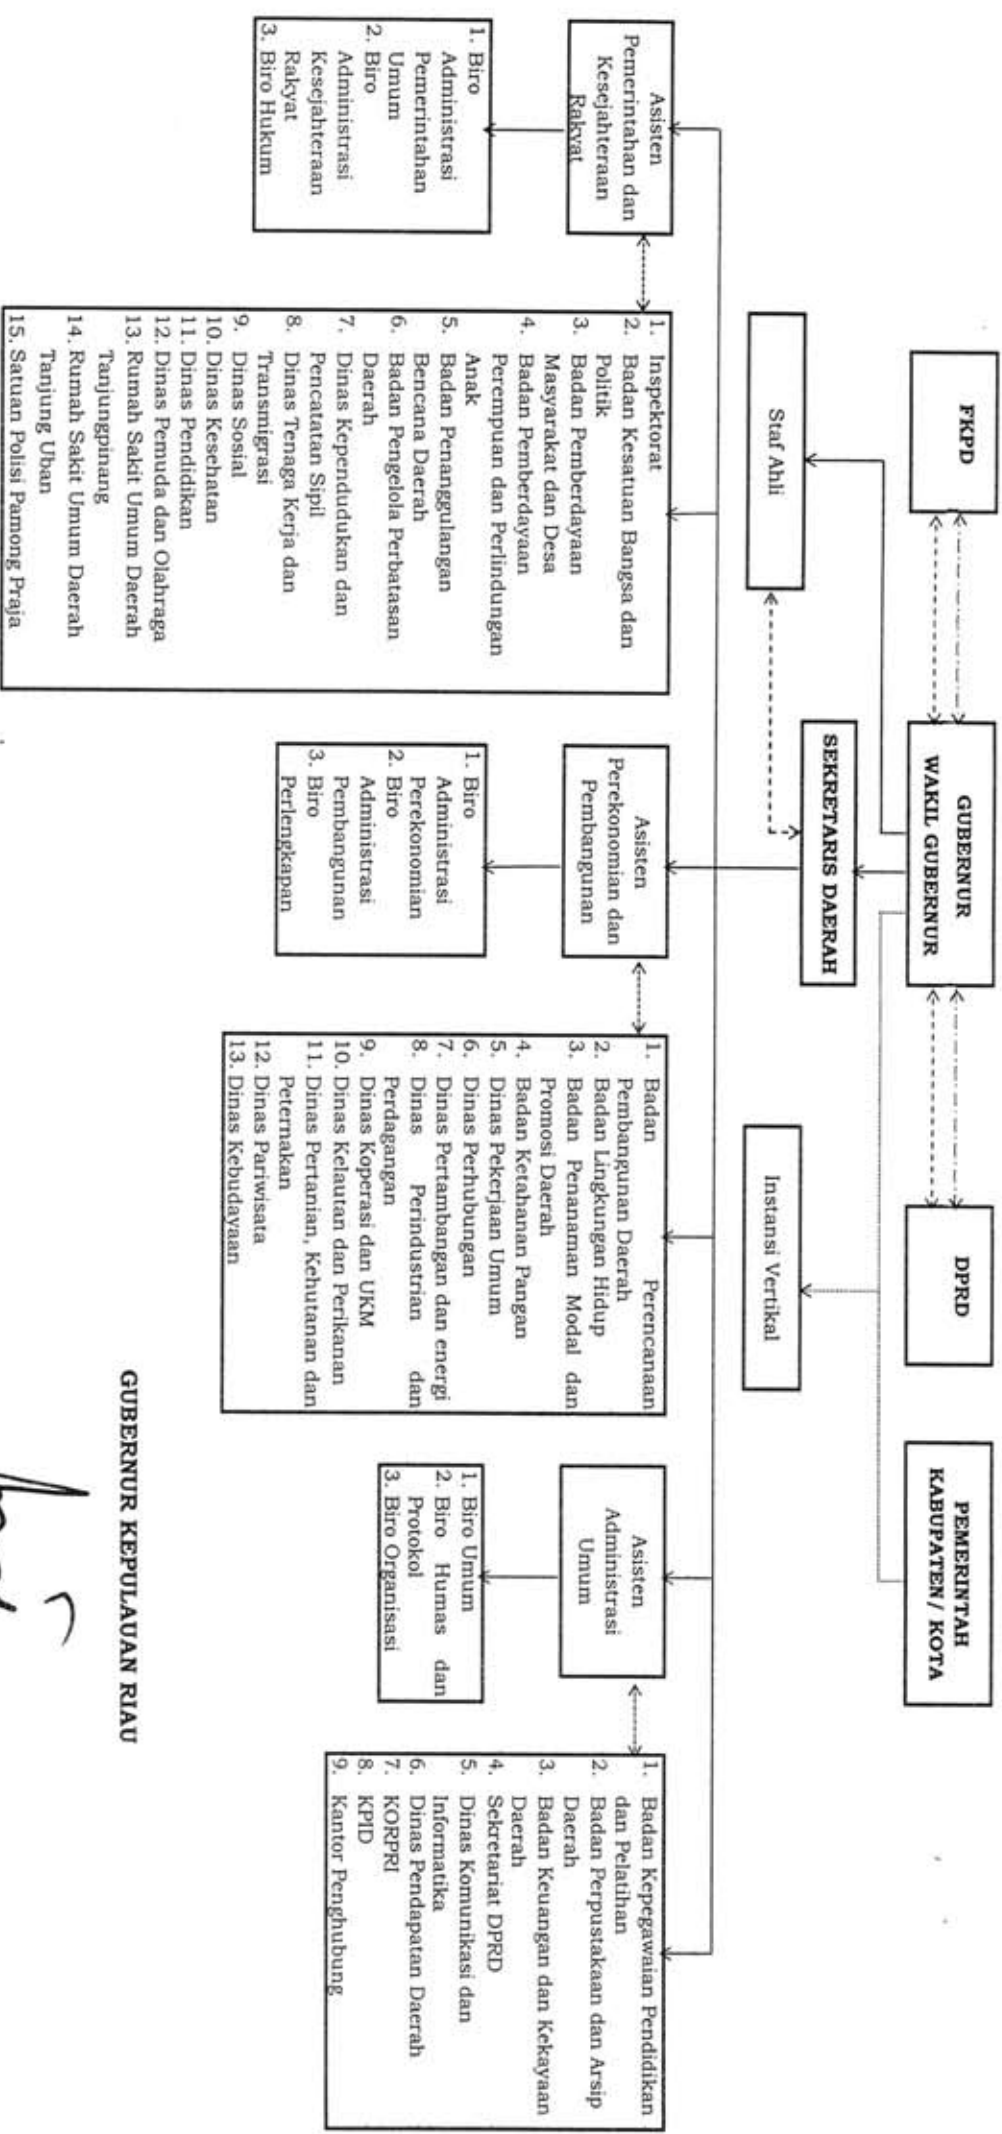 FKPD
GUBERNUR
WAKIL GUBERNUR
DPRD
PEMERINTAH
KABUPATEN/ KOTA
Staf Ahli
SEKRETARIS DAERAH
Instansi Vertikal
Asisten
Pemerintahan dan
Kesejahteraan
Rakyat
1. Biro
Administrasi
Pemerintahan
Umum
2. Biro
Administrasi
Kesejahteraan
Rakyat
3. Biro Hukum
1. Inspektorat
2. Badan Kesatuan Bangsa dan
Politik
3. Badan Pemberdayaan
Masyarakat dan Desa
4. Badan Pemberdayaan
Perempuan dan Perlindungan
Anak
5. Badan Penanggulangan
Bencana Daerah
6. Badan Pengelola Perbatasan
Daerah
7. Dinas Kependudukan dan
Pencatatan Sipil
8. Dinas Tenaga Kerja dan
Transmigrasi
9. Dinas Sosial
10. Dinas Kesehatan
11. Dinas Pendidikan
12. Dinas Pemuda dan Olahraga
13. Rumah Sakit Umum Daerah
Tanjungpinang
14. Rumah Sakit Umum Daerah
Tanjung Uban
15. Satuan Polisi Pamong Praja
Asisten
Perekonomian dan
Pembangunan
1. Biro
Administrasi
Perekonomian
2. Biro
Administrasi
Pembangunan
3. Biro
Perlengkapan
1. Badan Perencanaan
Pembangunan Daerah
2. Badan Lingkungan Hidup
3. Badan Penanaman Modal dan
Promosi Daerah
4. Badan Ketahanan Pangan
5. Dinas Pekerjaan Umum
6. Dinas Perhubungan
7. Dinas Pertambangan dan energi
8. Dinas Perindustrian dan
Perdagangan
9. Dinas Koperasi dan UKM
10. Dinas Kelautan dan Perikanan
11. Dinas Pertanian, Kehutanan dan
Peternakan
12. Dinas Pariwisata
13. Dinas Kebudayaan
Asisten
Administrasi
Umum
1. Biro Umum
2. Biro Humas dan
Protokol
3. Biro Organisasi
1. Badan Kepegawaian Pendidikan
dan Pelatihan
2. Badan Perpustakaan dan Arsip
Daerah
3. Badan Keuangan dan Kekayaan
Daerah
4. Sekretariat DPRD
5. Dinas Komunikasi dan
Informatika
6. Dinas Pendapatan Daerah
7. KORPRI
8. KPID
9. Kantor Penghubung
GUBERNUR KEPULAUAN RIAU